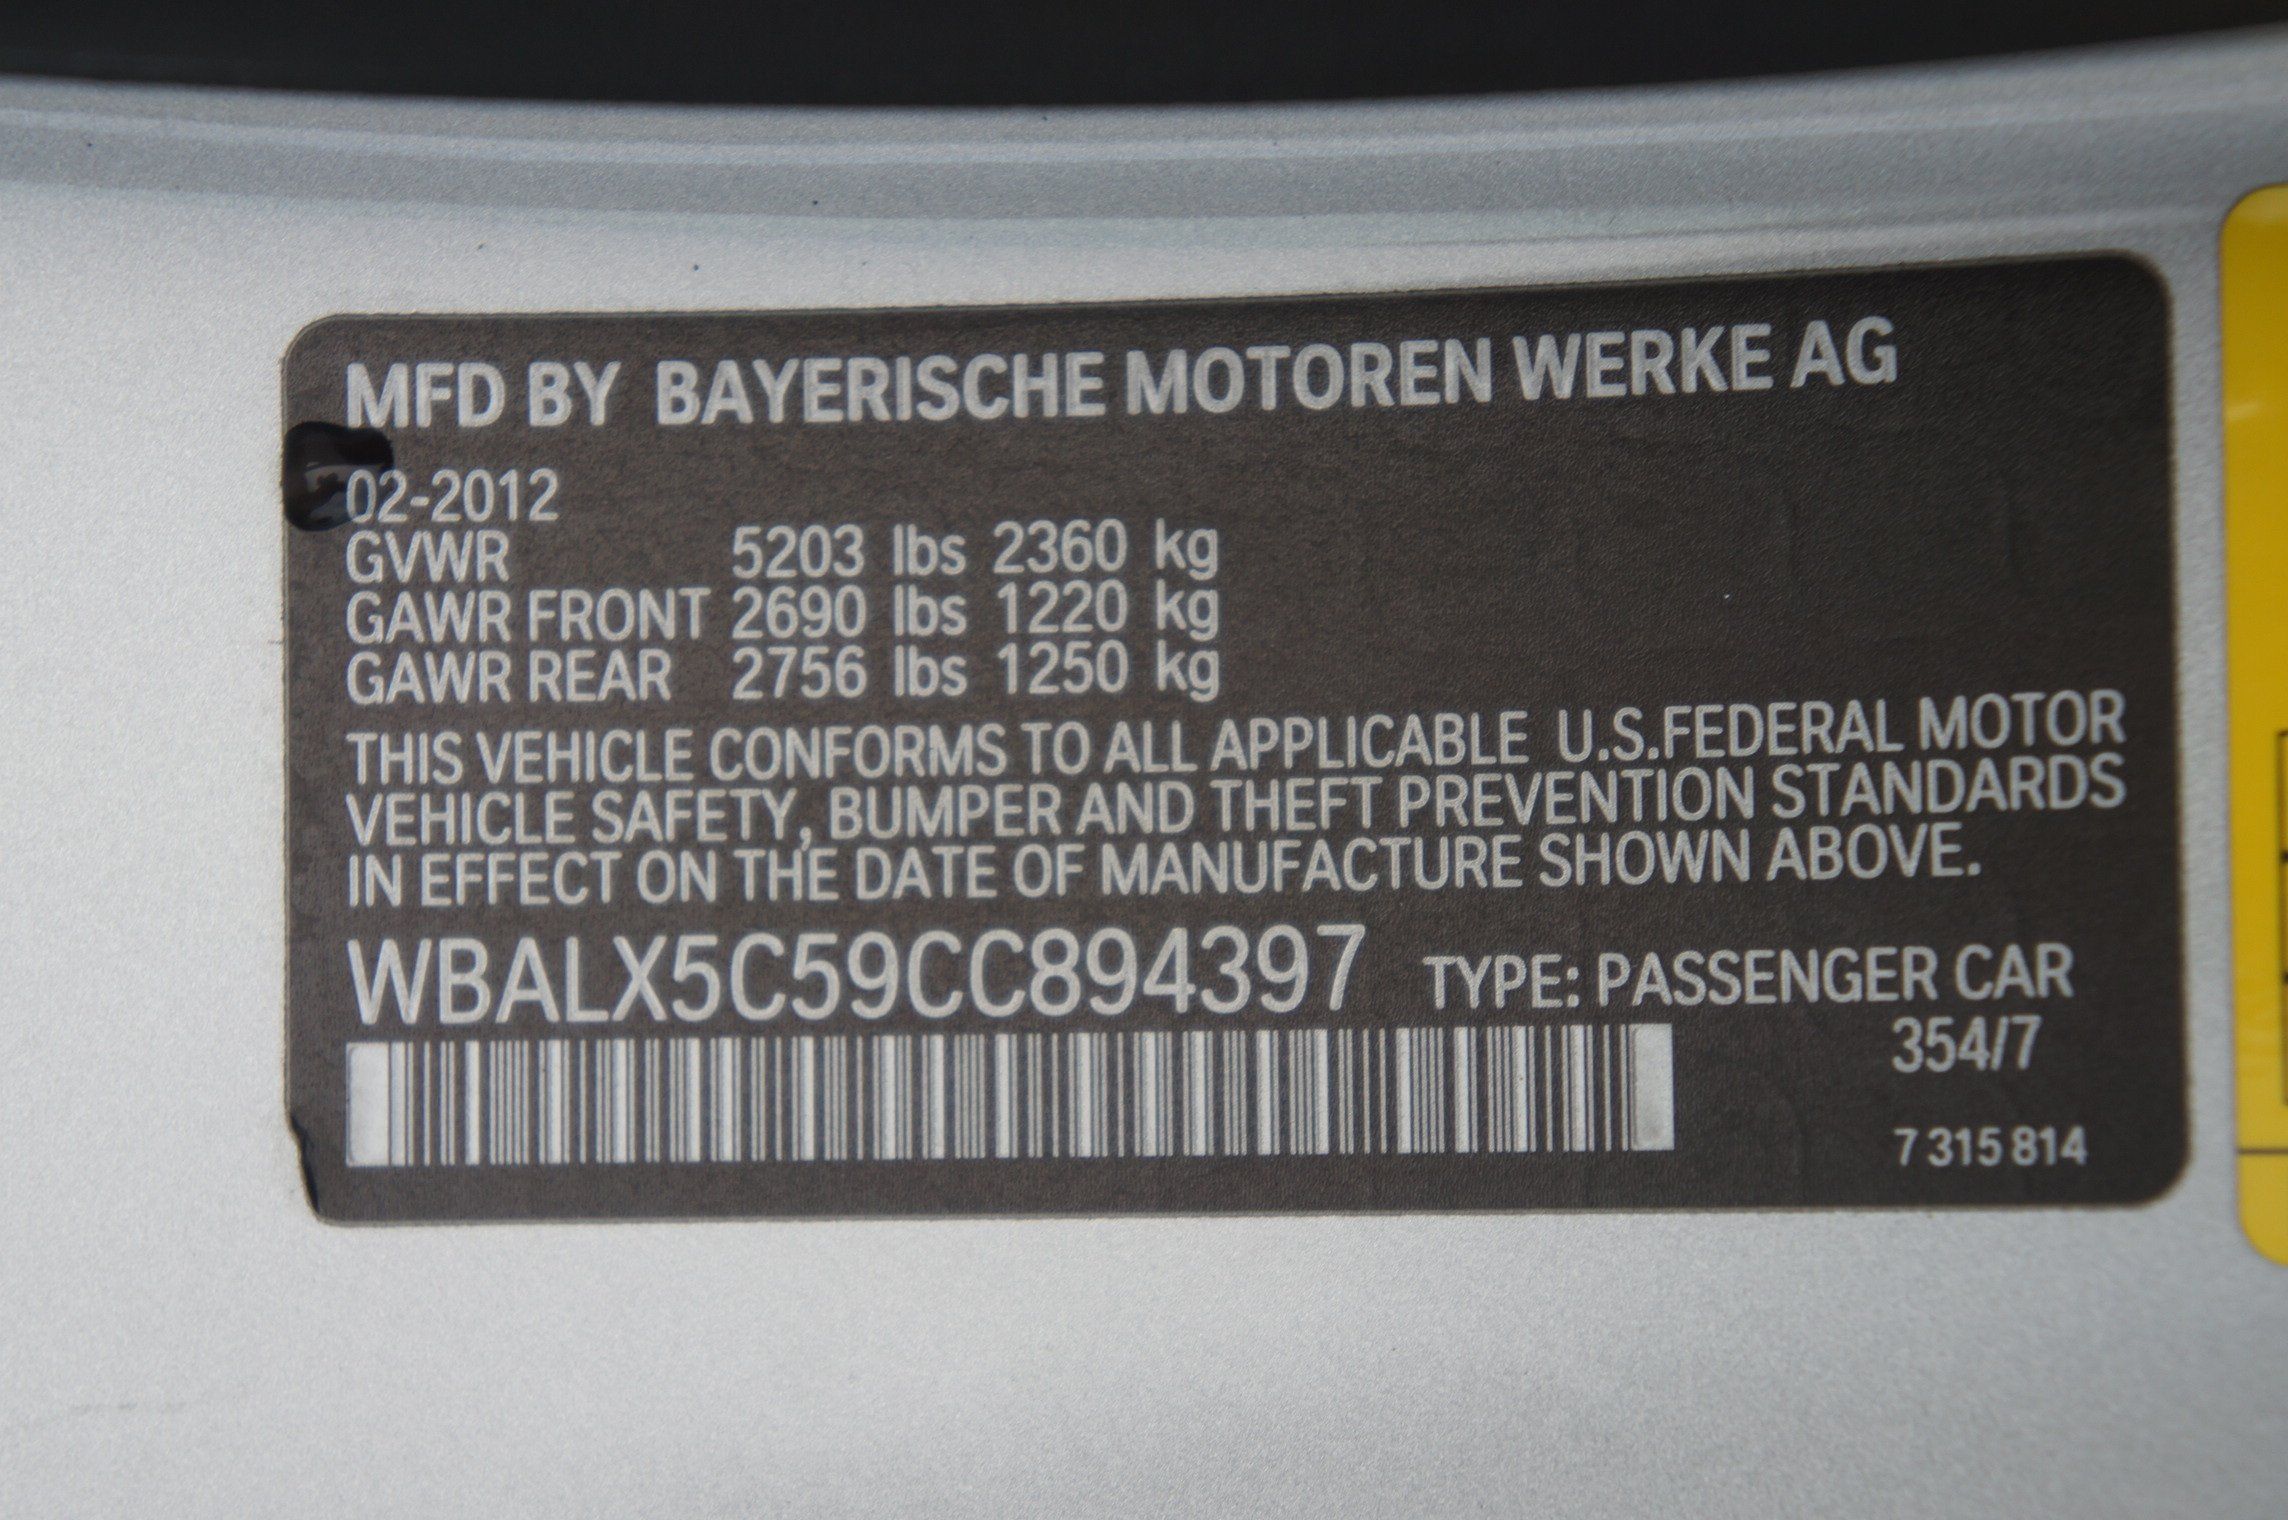 MFD BY BAYERISCHE MOTOREN WERKE AG
02-2012
GVWR 5203 lbs 2360 kg
GAWR FRONT 2690 lbs 1220 kg
GAWR REAR 2756 lbs 1250 kg
THIS VEHICLE CONFORMS TO ALL APPLICABLE U.S.FEDERAL MOTOR
VEHICLE SAFETY, BUMPER AND THEFT PREVENTION STANDARDS
IN EFFECT ON THE DATE OF MANUFACTURE SHOWN ABOVE.
WBALX5C59CC894397 TYPE: PASSENGER CAR
354/7
7 315 814